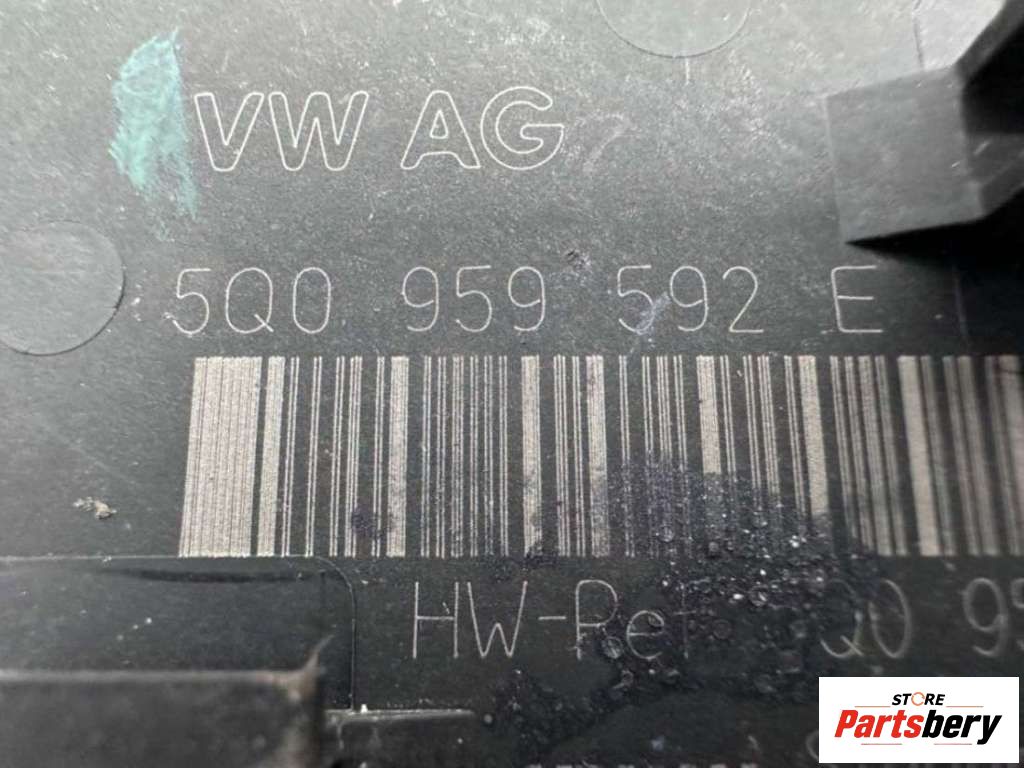 VW AG
5Q0 959 592 E
HW-Ref
STORE
Partsbery